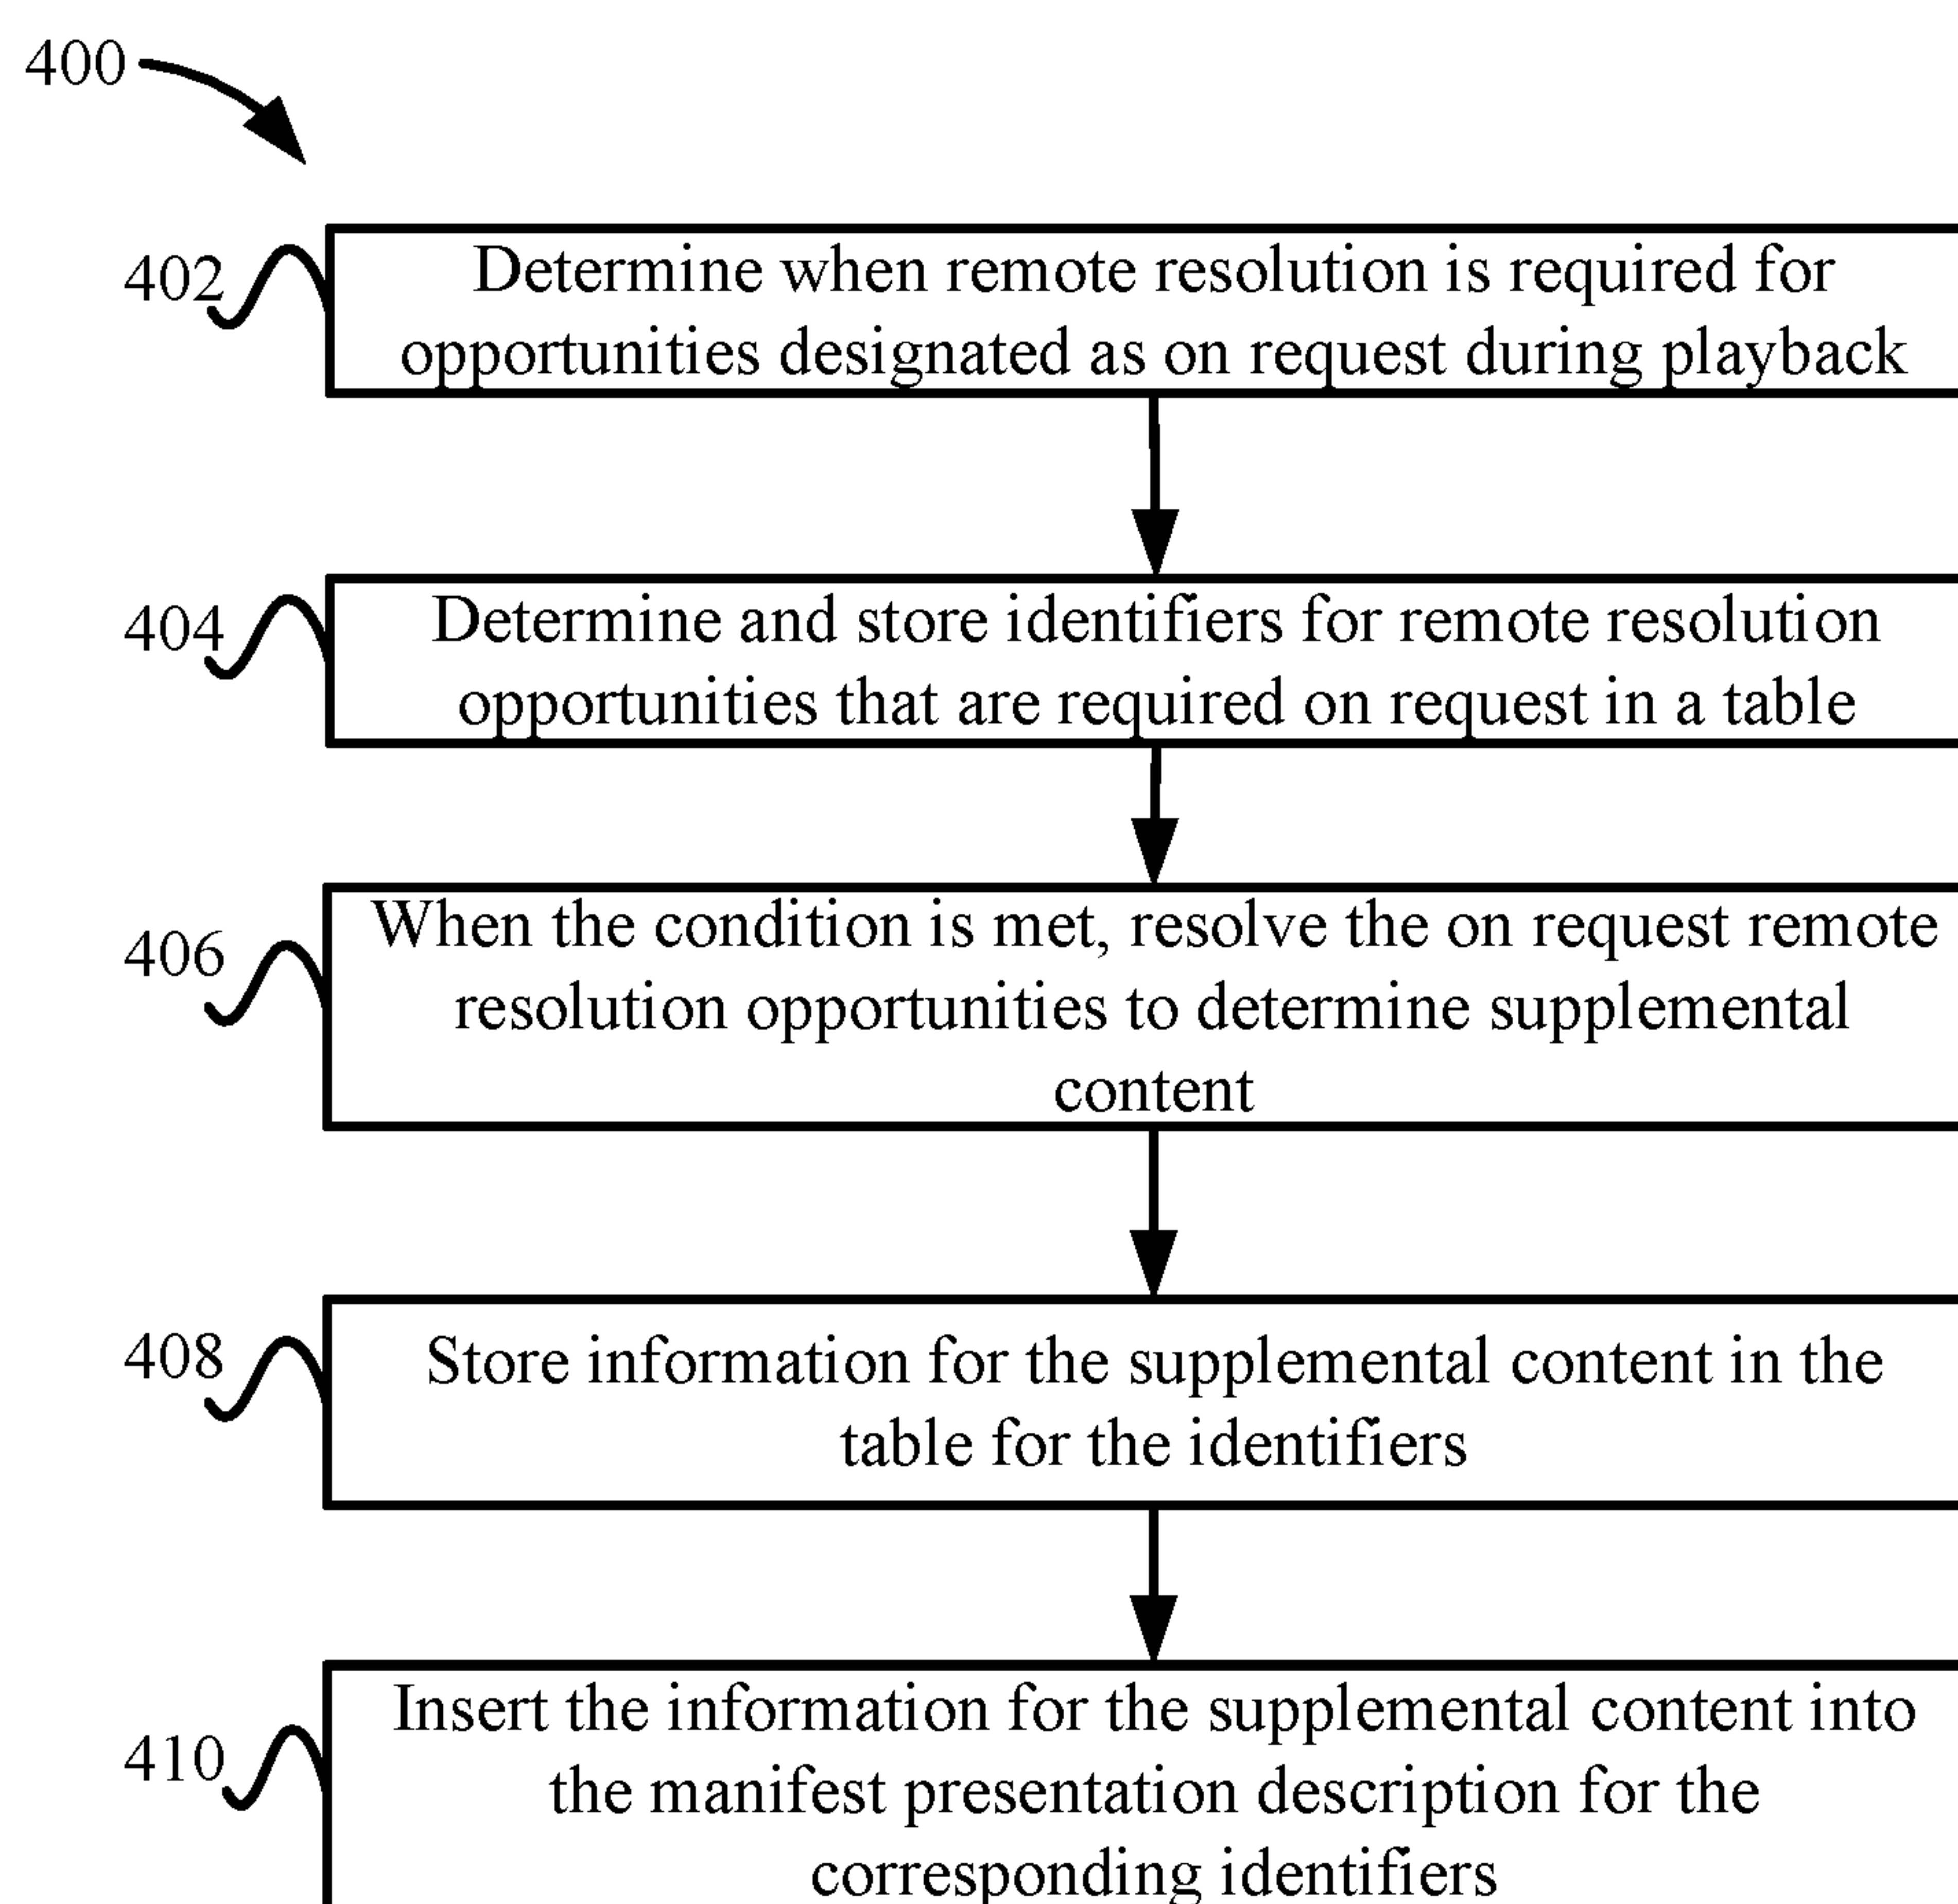 400
402
Determine when remote resolution is required for
opportunities designated as on request during playback
404
Determine and store identifiers for remote resolution
opportunities that are required on request in a table
406
When the condition is met, resolve the on request remote
resolution opportunities to determine supplemental
content
408
Store information for the supplemental content in the
table for the identifiers
410
Insert the information for the supplemental content into
the manifest presentation description for the
corresponding identifiers